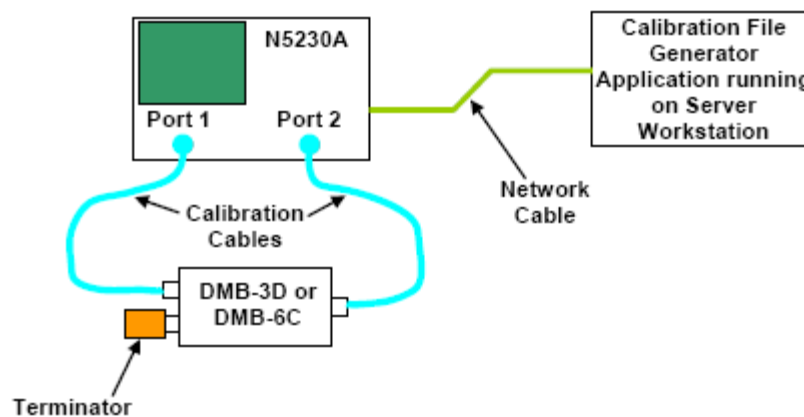 N5230A
Port 1
Port 2
Calibration File
Generator
Application running
on Server
Workstation
Network
Cable
Calibration
Cables
DMB-3D or
DMB-6C
Terminator